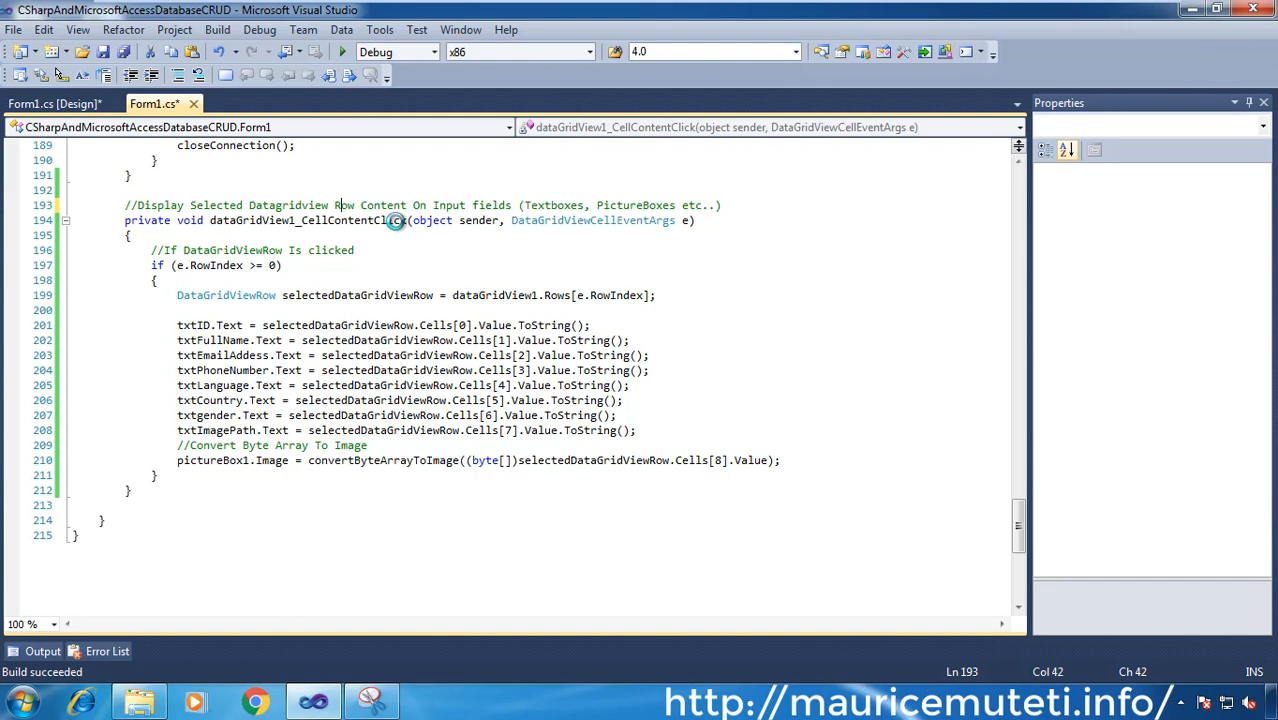 CSharpAndMicrosoftAccessDatabaseCRUD - Microsoft Visual Studio
File Edit View Refactor Project Build Debug Team Data Tools Test Window Help
Debug x86 4.0
Form1.cs [Design]* Form1.cs* Properties
CSharpAndMicrosoftAccessDatabaseCRUD.Form1 dataGridView1_CellContentClick(object sender, DataGridViewCellEventArgs e)
189 closeConnection();
190 }
191 }
192
193 //Display Selected Datagridview Row Content On Input fields (Textboxes, PictureBoxes etc..)
194 private void dataGridView1_CellContentClick(object sender, DataGridViewCellEventArgs e)
195 {
196 //If DataGridViewRow Is clicked
197 if (e.RowIndex >= 0)
198 {
199 DataGridViewRow selectedDataGridViewRow = dataGridView1.Rows[e.RowIndex];
200
201 txtID.Text = selectedDataGridViewRow.Cells[0].Value.ToString();
202 txtFullName.Text = selectedDataGridViewRow.Cells[1].Value.ToString();
203 txtEmailAddess.Text = selectedDataGridViewRow.Cells[2].Value.ToString();
204 txtPhoneNumber.Text = selectedDataGridViewRow.Cells[3].Value.ToString();
205 txtLanguage.Text = selectedDataGridViewRow.Cells[4].Value.ToString();
206 txtCountry.Text = selectedDataGridViewRow.Cells[5].Value.ToString();
207 txtgender.Text = selectedDataGridViewRow.Cells[6].Value.ToString();
208 txtImagePath.Text = selectedDataGridViewRow.Cells[7].Value.ToString();
209 //Convert Byte Array To Image
210 pictureBox1.Image = convertByteArrayToImage((byte[])selectedDataGridViewRow.Cells[8].Value);
211 }
212 }
213
214 }
215 }
100 %
Output Error List
Build succeeded Ln 193 Col 42 Ch 42 INS
http://mauricemuteti.info/